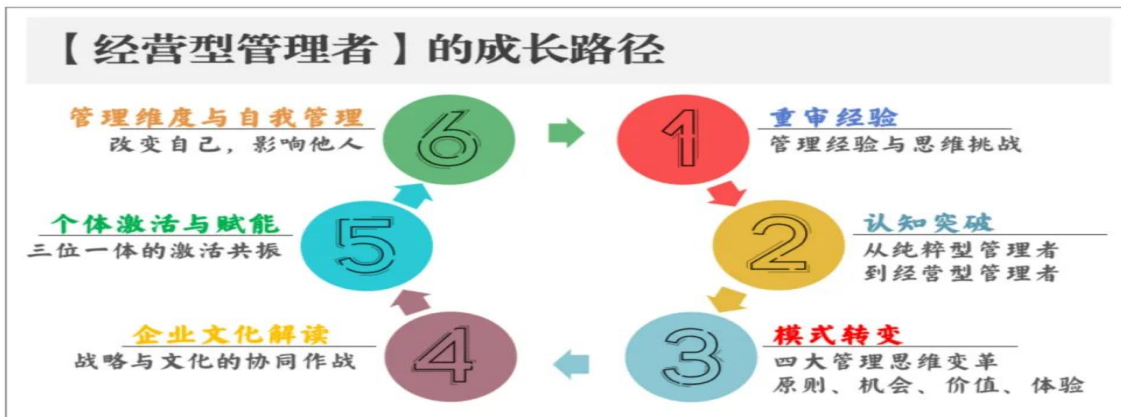 【经营型管理者】的成长路径
1
重审经验
管理经验与思维挑战
2
认知突破
从纯粹型管理者
到经营型管理者
3
模式转变
四大管理思维变革
原则、机会、价值、体验
4
企业文化解读
战略与文化的协同作战
5
个体激活与赋能
三位一体的激活共振
6
管理维度与自我管理
改变自己，影响他人